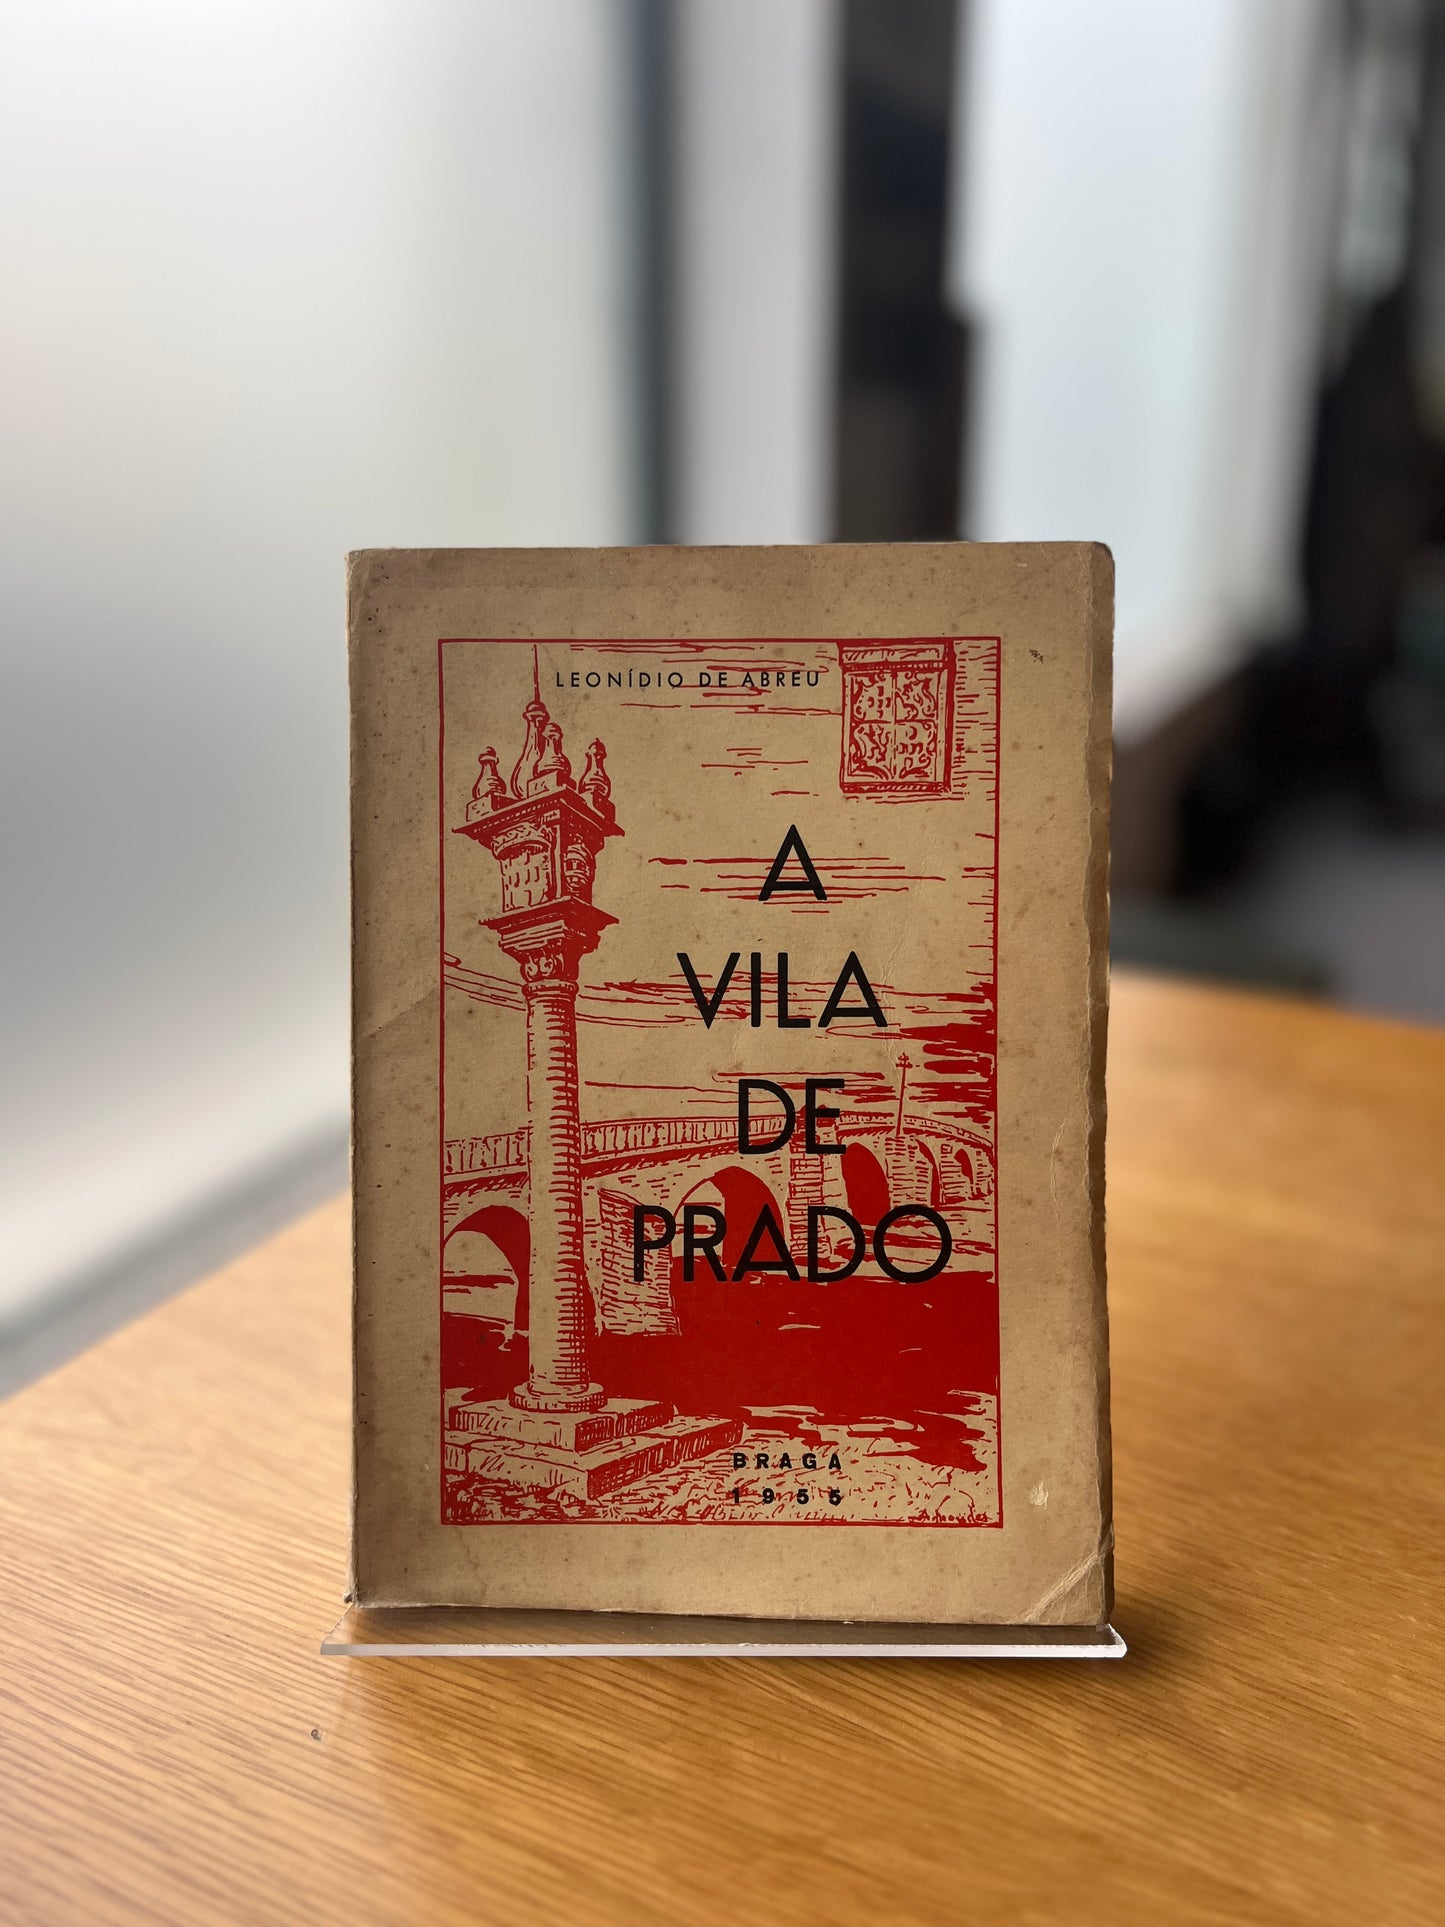 LEONÍDIO DE ABREU
A
VILA
DE
PRADO
BRAGA
1955